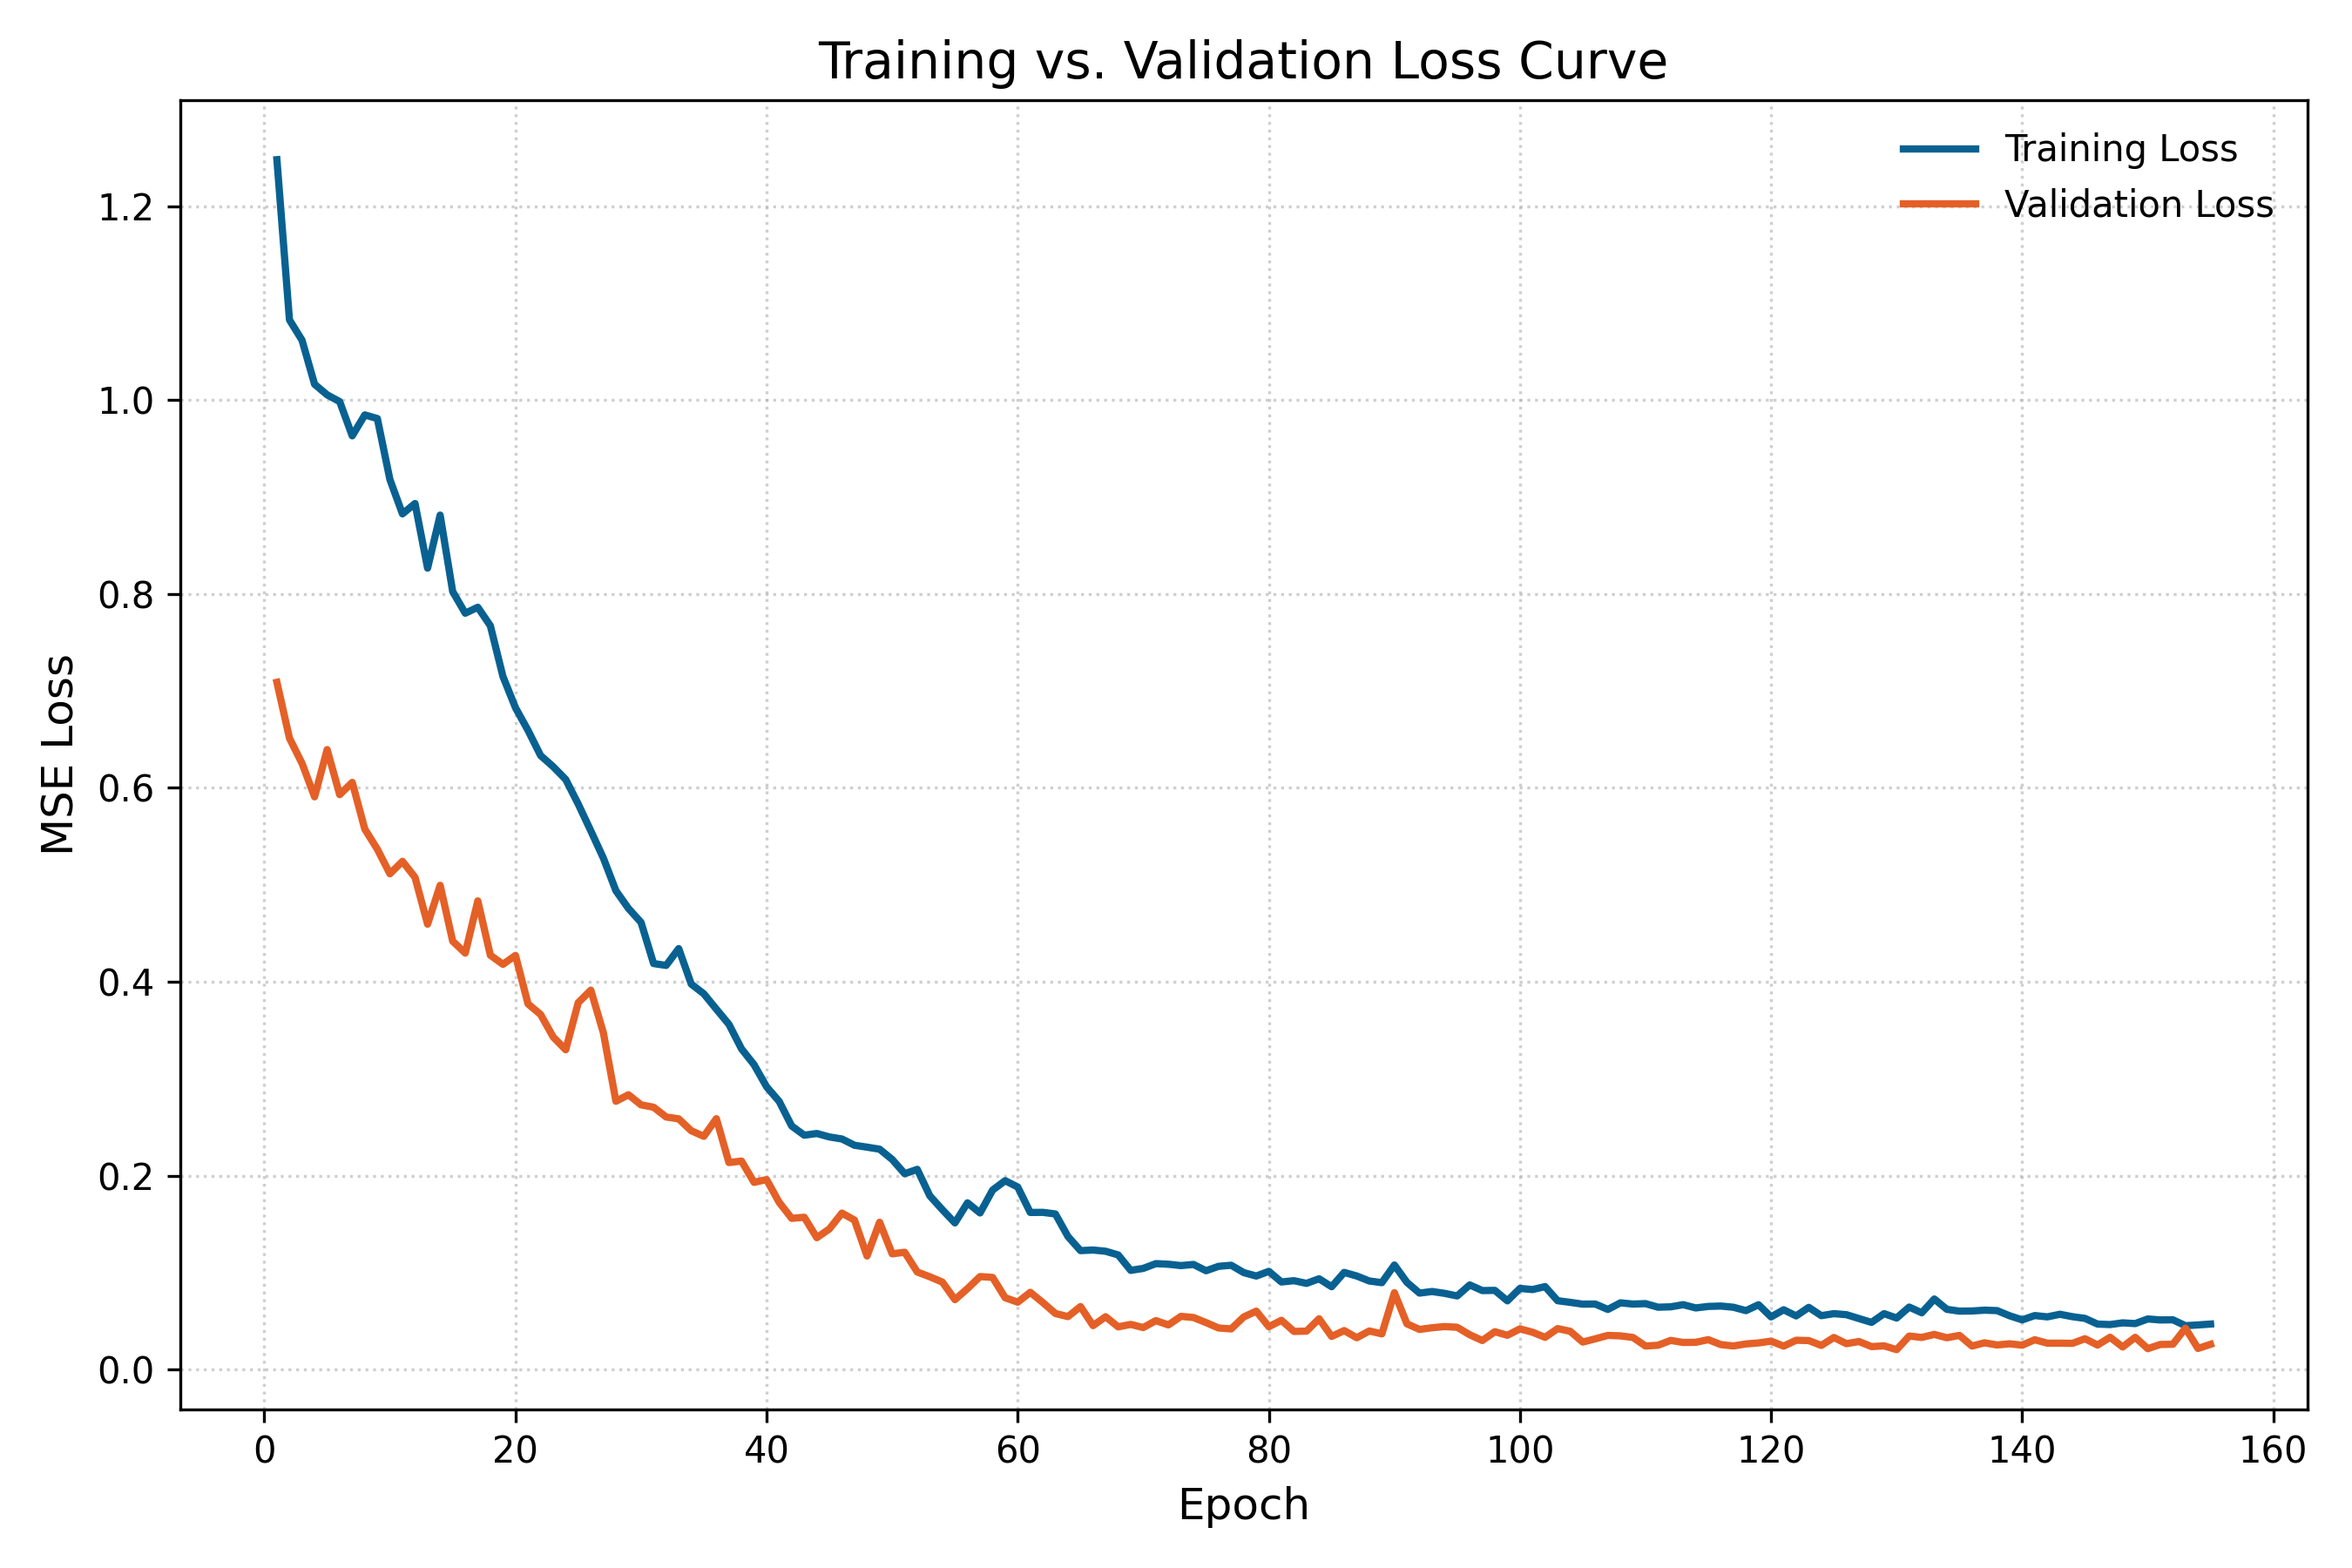 Training vs. Validation Loss Curve
Training Loss
Validation Loss
MSE Loss
1.2
1.0
0.8
0.6
0.4
0.2
0.0
0 20 40 60 80 100 120 140 160
Epoch